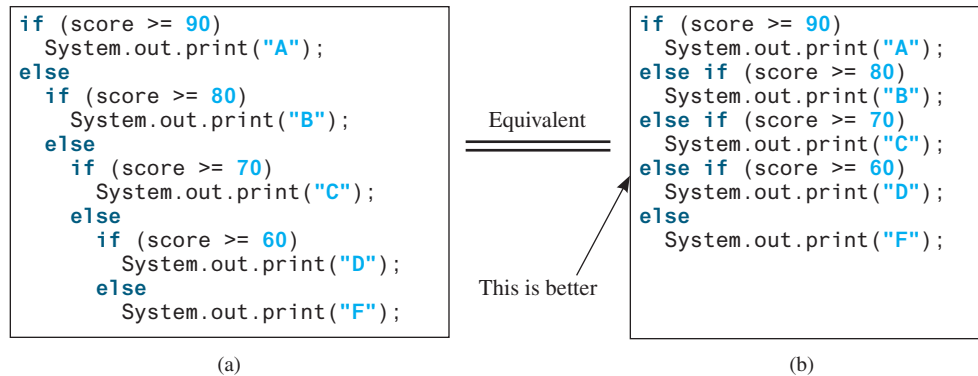 if (score >= 90)
  System.out.print("A");
else
  if (score >= 80)
    System.out.print("B");
  else
    if (score >= 70)
      System.out.print("C");
    else
      if (score >= 60)
        System.out.print("D");
      else
        System.out.print("F");
(a)
Equivalent
This is better
if (score >= 90)
  System.out.print("A");
else if (score >= 80)
  System.out.print("B");
else if (score >= 70)
  System.out.print("C");
else if (score >= 60)
  System.out.print("D");
else
  System.out.print("F");
(b)